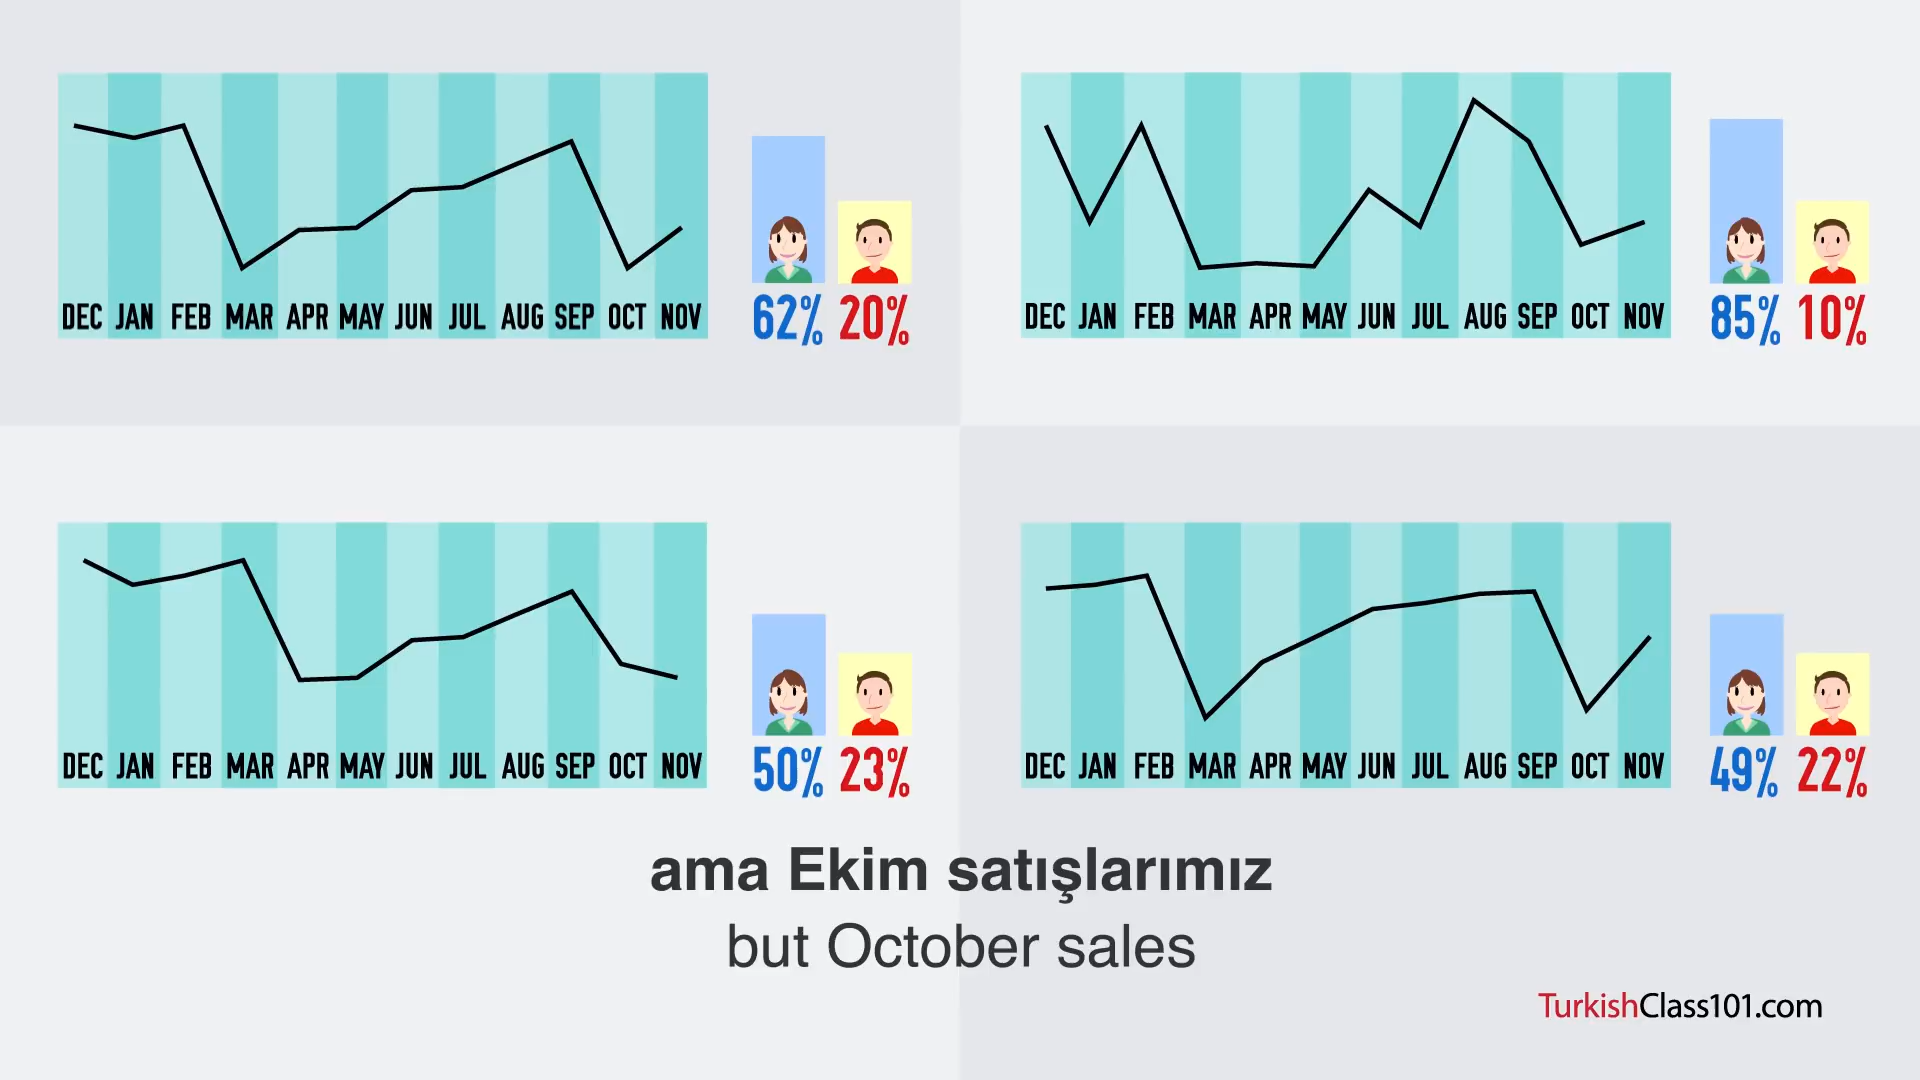 DEC JAN FEB MAR APR MAY JUN JUL AUG SEP OCT NOV
62% 20%
DEC JAN FEB MAR APR MAY JUN JUL AUG SEP OCT NOV
85% 10%
DEC JAN FEB MAR APR MAY JUN JUL AUG SEP OCT NOV
50% 23%
DEC JAN FEB MAR APR MAY JUN JUL AUG SEP OCT NOV
49% 22%
ama Ekim satışlarımız
but October sales
TurkishClass101.com